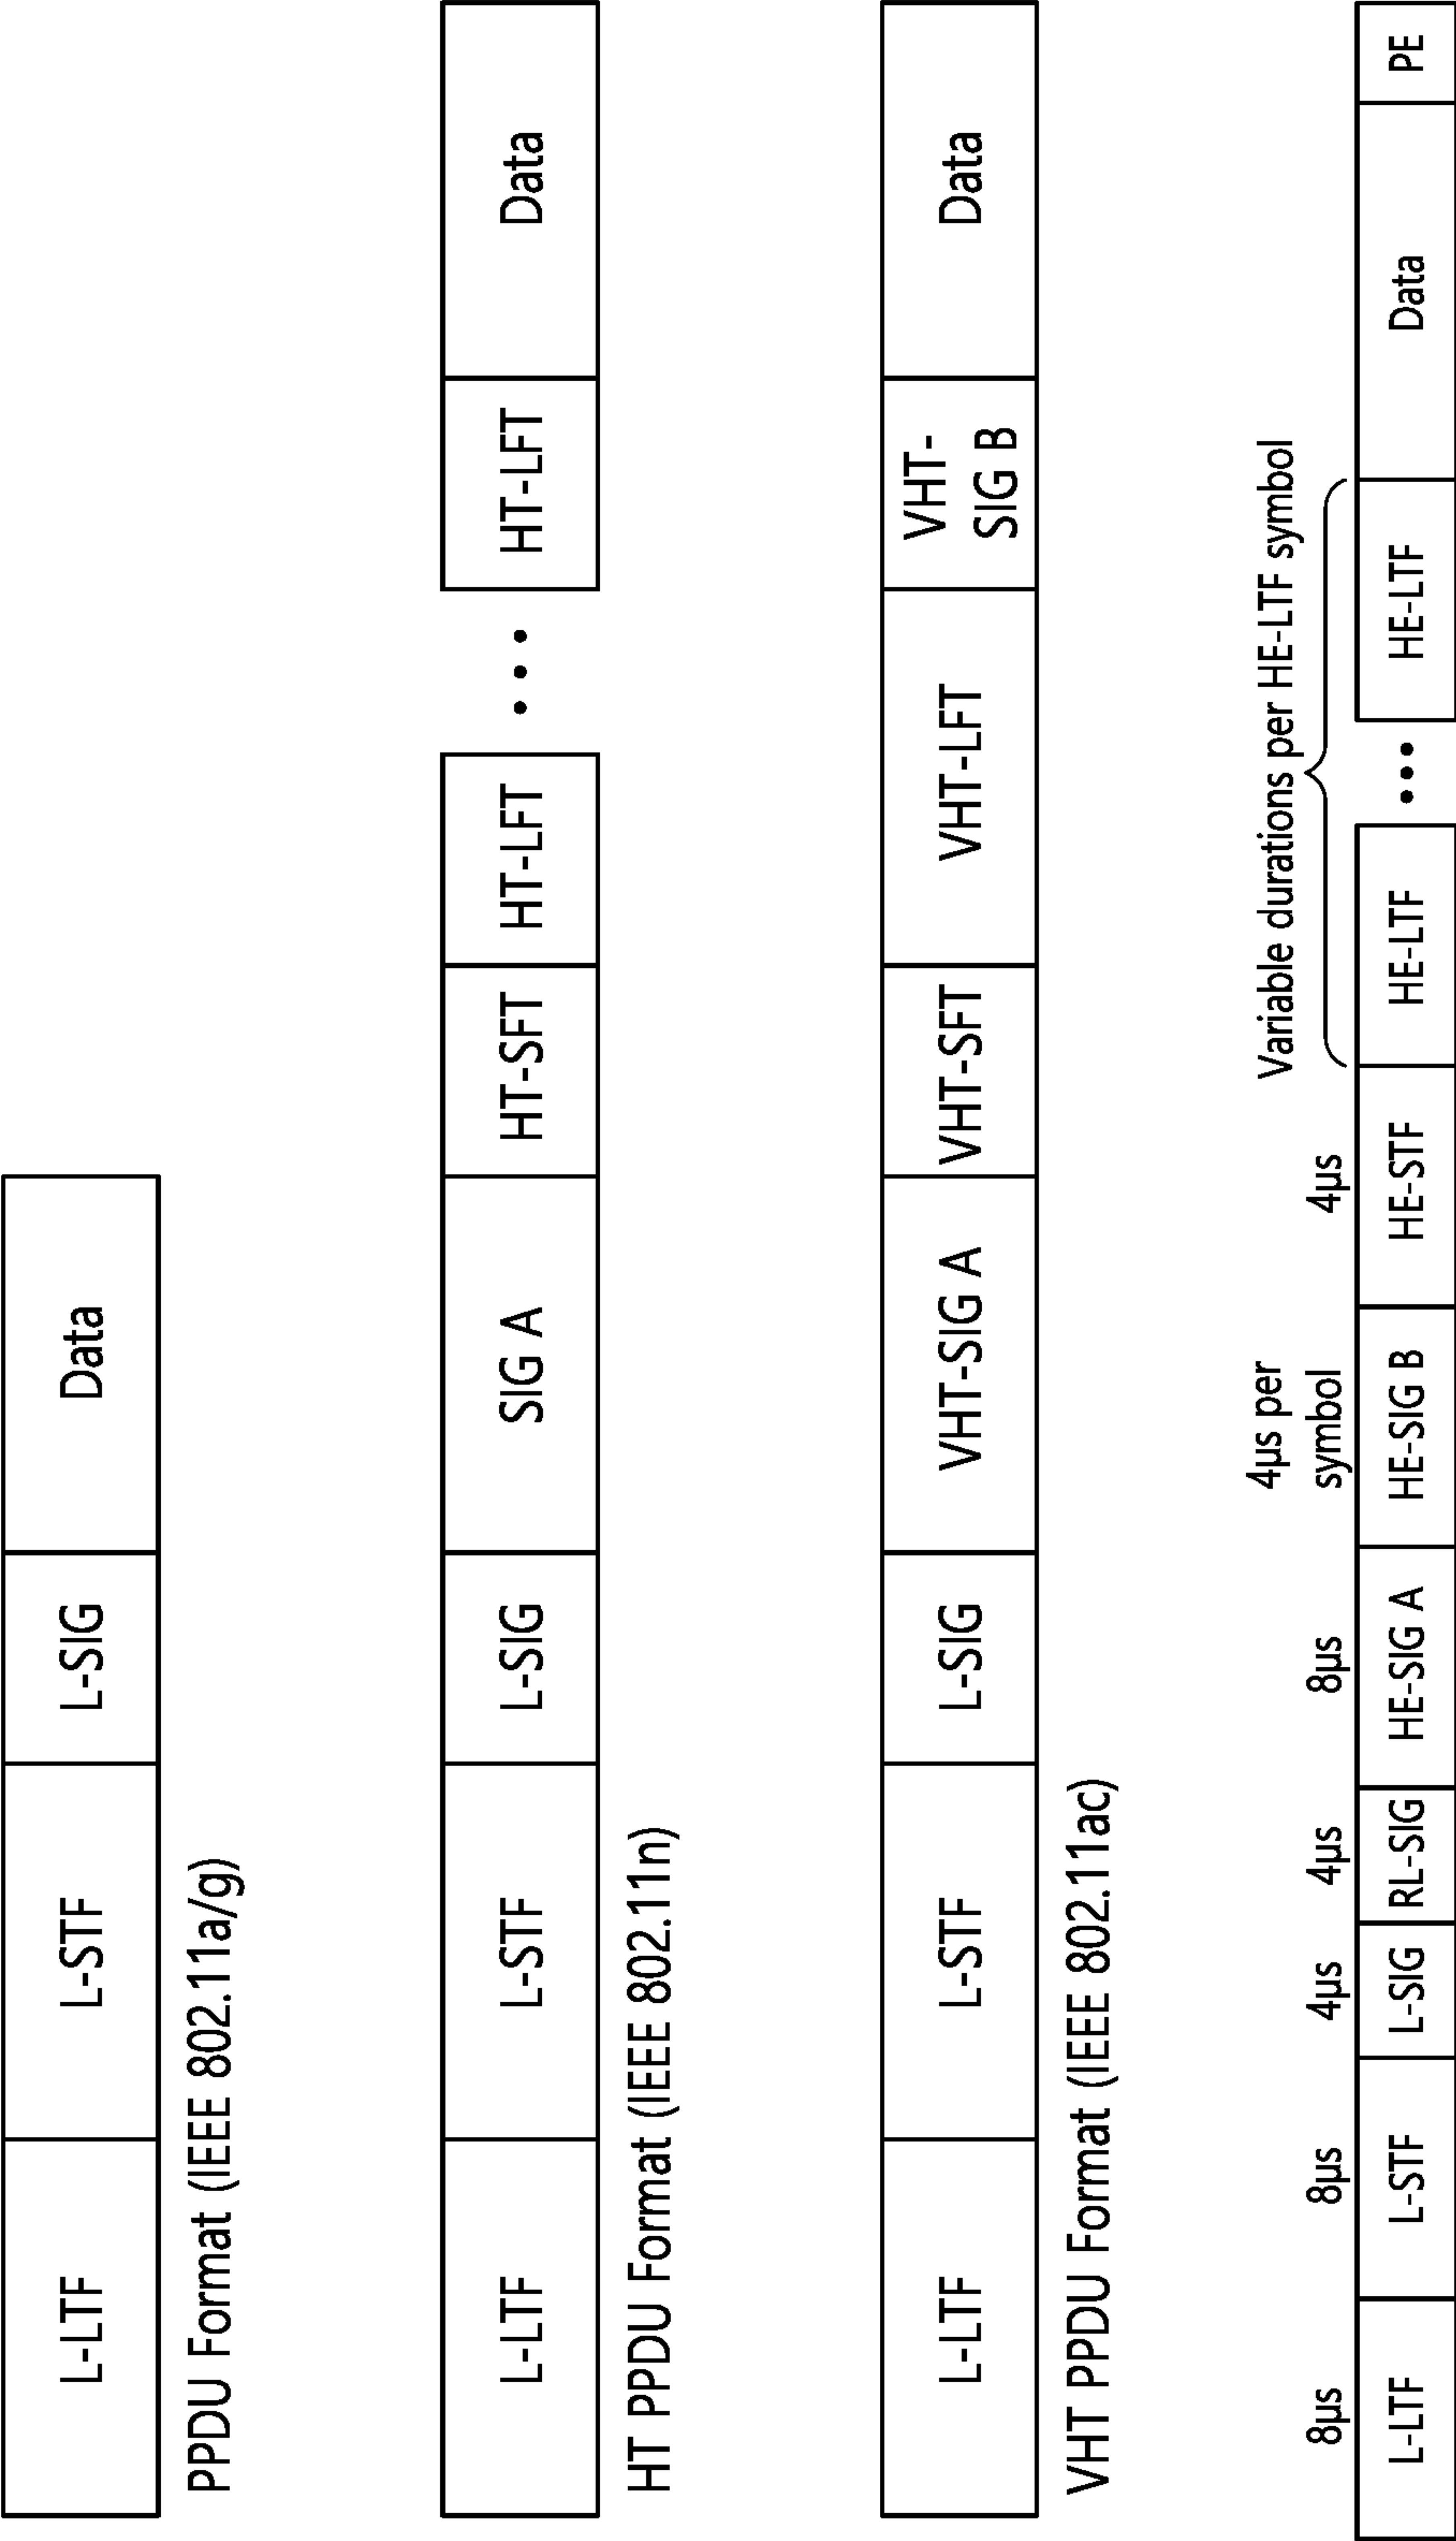 L-LTF L-STF L-SIG Data
PPDU Format (IEEE 802.11a/g)
L-LTF L-STF L-SIG SIG A HT-SFT HT-LFT ••• HT-LFT Data
HT PPDU Format (IEEE 802.11n)
L-LTF L-STF L-SIG VHT-SIG A VHT-SFT VHT-LFT VHT-
SIG B Data
VHT PPDU Format (IEEE 802.11ac)
8µs 8µs 4µs 4µs 8µs 4µs per
symbol 4µs Variable durations per HE-LTF symbol
L-LTF L-STF L-SIG RL-SIG HE-SIG A HE-SIG B HE-STF HE-LTF ••• HE-LTF Data PE